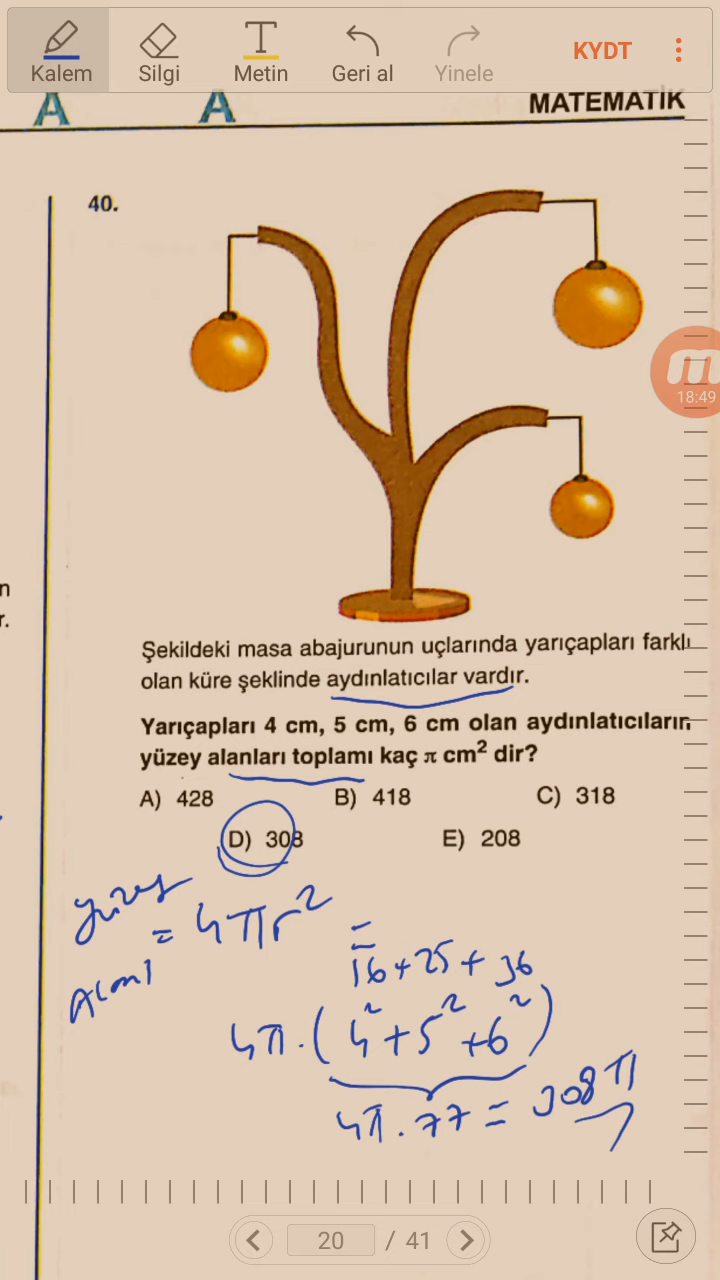 Kalem Silgi Metin Geri al Yinele KYDT
A A MATEMATİK
40.
18:49
n
r.
Şekildeki masa abajurunun uçlarında yarıçapları farklı
olan küre şeklinde aydınlatıcılar vardır.
Yarıçapları 4 cm, 5 cm, 6 cm olan aydınlatıcıların
yüzey alanları toplamı kaç π cm² dir?
A) 428 B) 418 C) 318
D) 308 E) 208
yüzey
Alanı = 4πr²
=
16+25+36
4π.(4²+5²+6²)
4π.77=308π
20 / 41